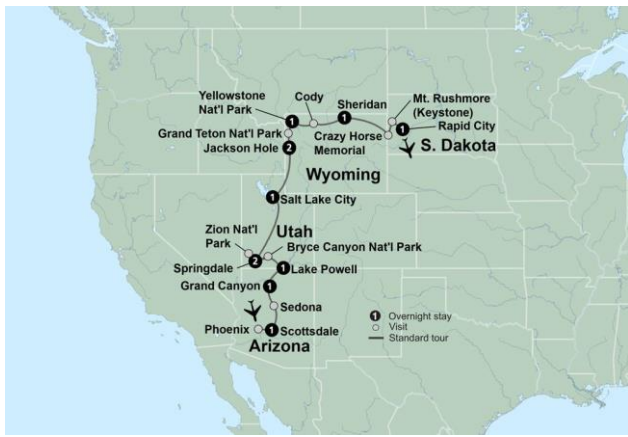 Yellowstone
Nat'l Park
Cody
Sheridan
Mt. Rushmore
(Keystone)
1
1
1
Rapid City
Grand Teton Nat'l Park
Crazy Horse
Memorial
S. Dakota
Jackson Hole
2
Wyoming
1
Salt Lake City
Zion Nat'l
Park
Utah
Bryce Canyon Nat'l Park
Springdale
2
1
Lake Powell
Grand Canyon
1
Sedona
Phoenix
1
Scottsdale
Arizona
1 Overnight stay
Visit
Standard tour